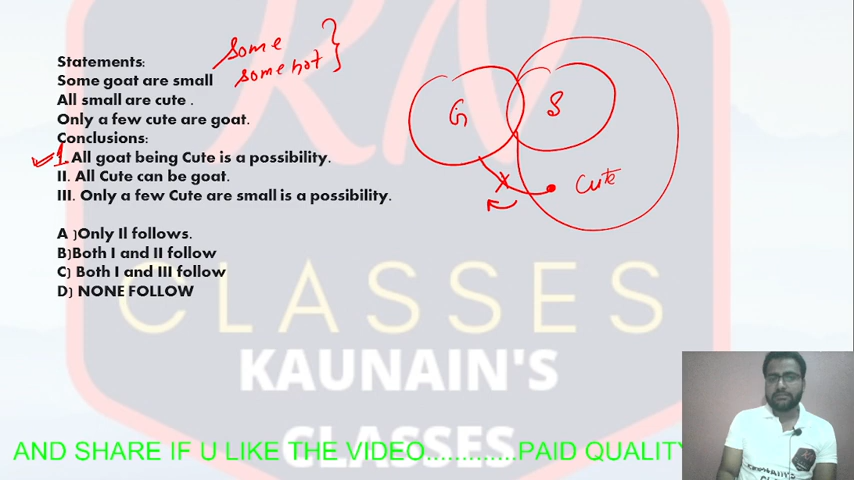 Statements:
Some goat are small
All small are cute .
Only a few cute are goat.
Conclusions:
I. All goat being Cute is a possibility.
II. All Cute can be goat.
III. Only a few Cute are small is a possibility.
A )Only II follows.
B)Both I and II follow
C) Both I and III follow
D) NONE FOLLOW
Some
some not
G
S
Cute
KN
CLASSES
KAUNAIN'S
CLASSES
AND SHARE IF U LIKE THE VIDEO.............PAID QUALITY
KAUNAIN'S